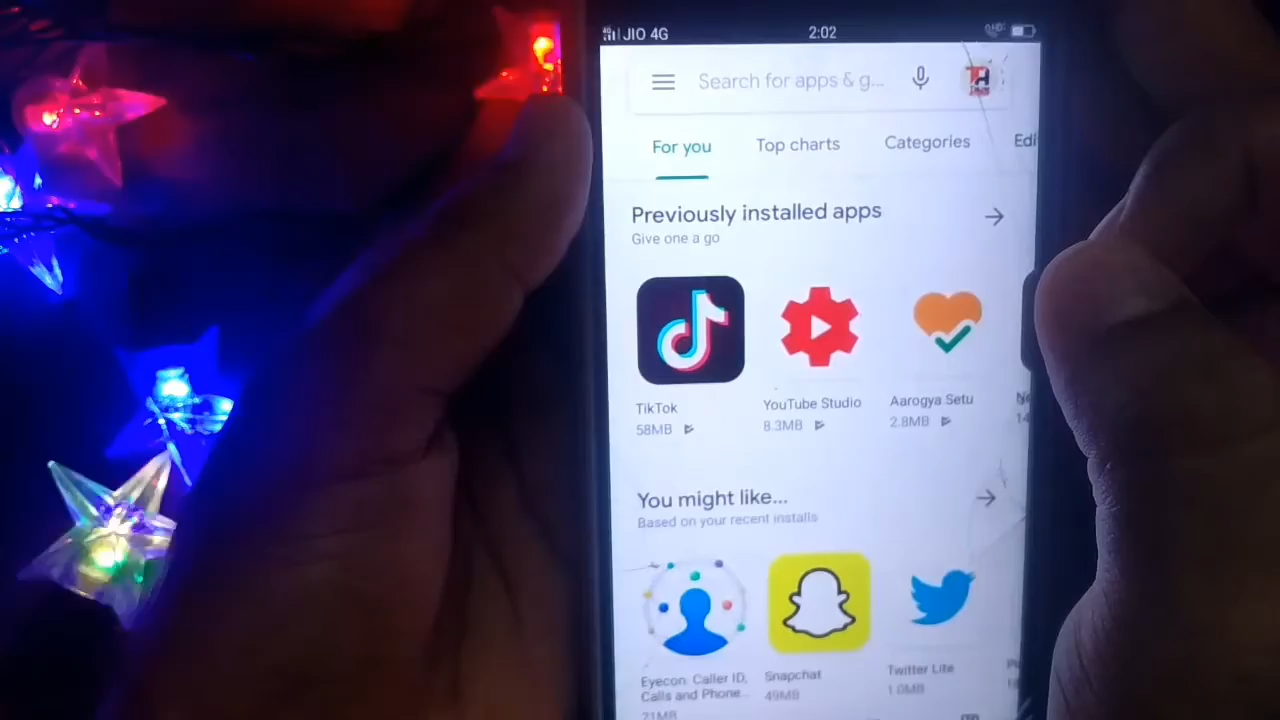 JIO 4G 2:02
Search for apps & g...
For you Top charts Categories Edi
Previously installed apps
Give one a go
TikTok YouTube Studio Aarogya Setu
58MB 8.3MB 2.8MB
You might like...
Based on your recent installs
Eyecon: Caller ID, Snapchat Twitter Lite
Calls and Phone... 49MB 1.0MB
21MB